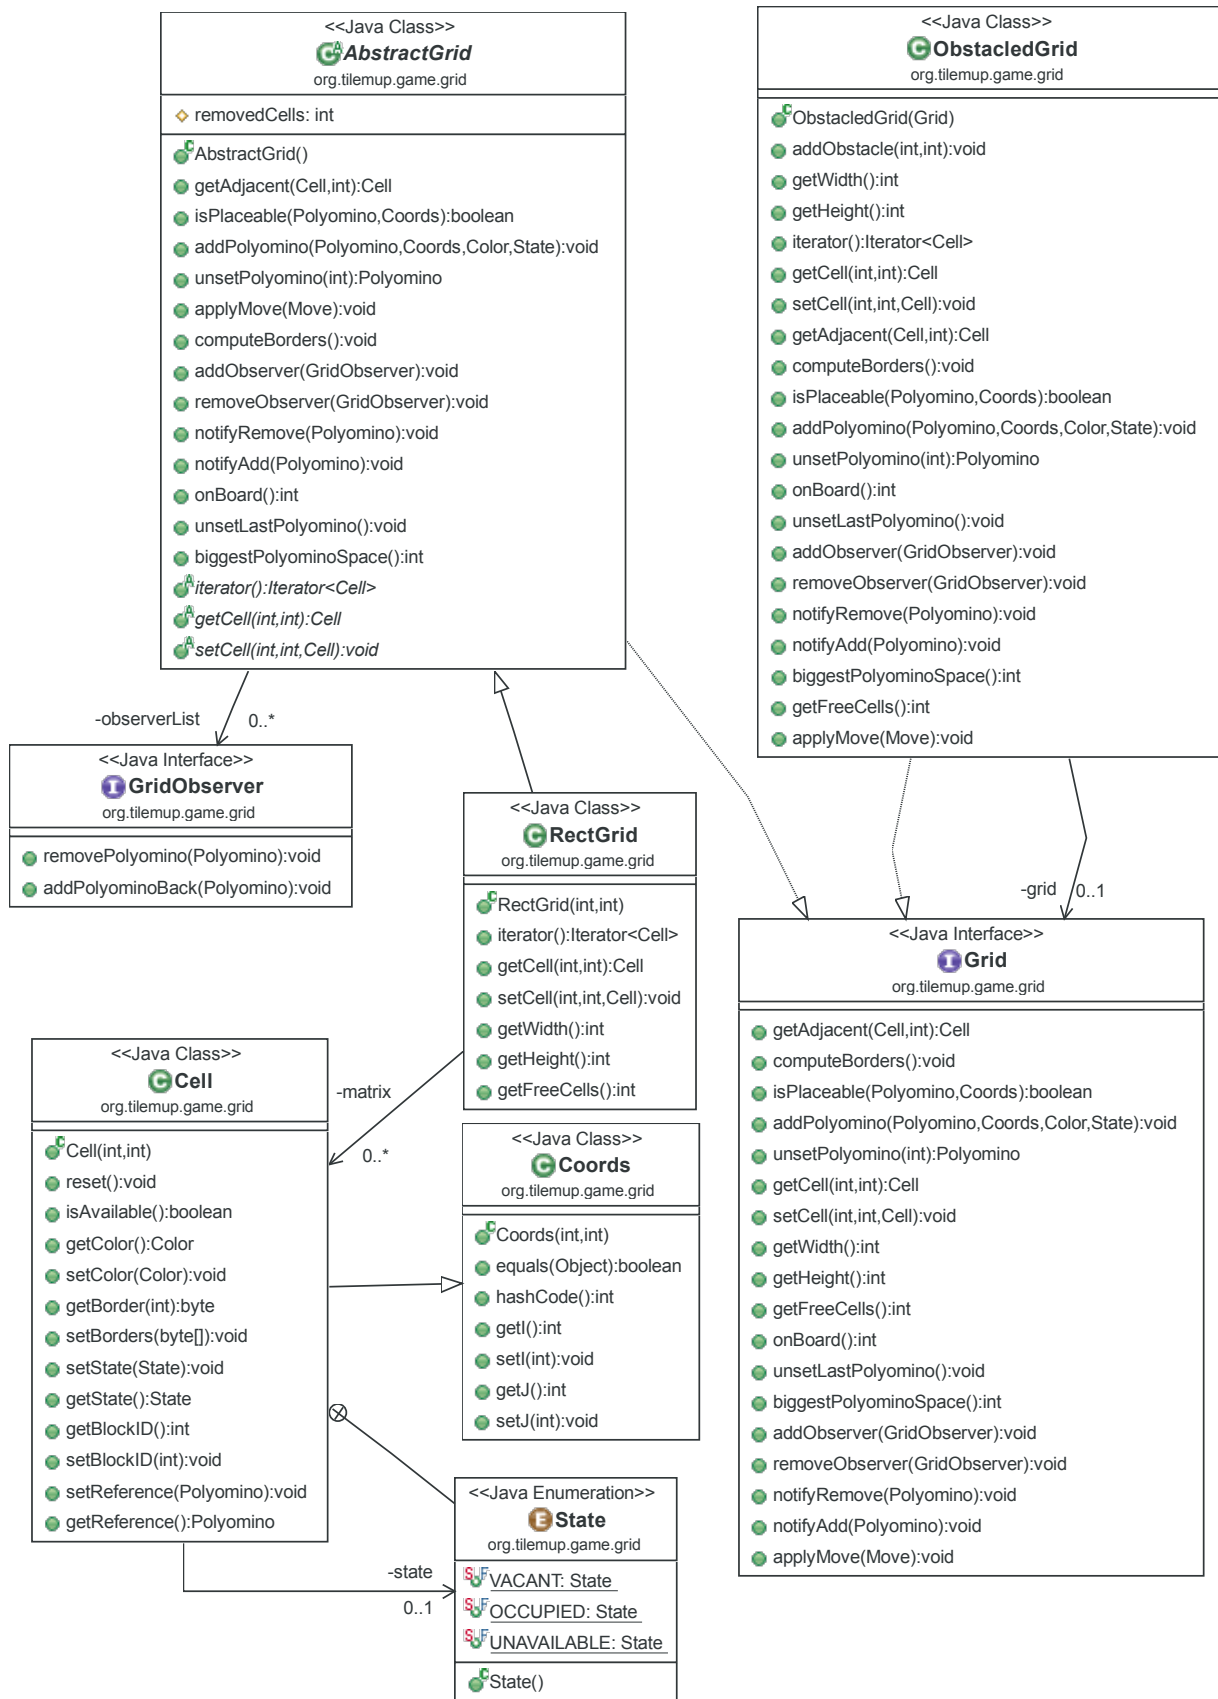 <<Java Class>>
AbstractGrid
org.tilemup.game.grid
removedCells: int
AbstractGrid()
getAdjacent(Cell,int):Cell
isPlaceable(Polyomino,Coords):boolean
addPolyomino(Polyomino,Coords,Color,State):void
unsetPolyomino(int):Polyomino
applyMove(Move):void
computeBorders():void
addObserver(GridObserver):void
removeObserver(GridObserver):void
notifyRemove(Polyomino):void
notifyAdd(Polyomino):void
onBoard():int
unsetLastPolyomino():void
biggestPolyominoSpace():int
iterator():Iterator<Cell>
getCell(int,int):Cell
setCell(int,int,Cell):void
<<Java Class>>
ObstacledGrid
org.tilemup.game.grid
ObstacledGrid(Grid)
addObstacle(int,int):void
getWidth():int
getHeight():int
iterator():Iterator<Cell>
getCell(int,int):Cell
setCell(int,int,Cell):void
getAdjacent(Cell,int):Cell
computeBorders():void
isPlaceable(Polyomino,Coords):boolean
addPolyomino(Polyomino,Coords,Color,State):void
unsetPolyomino(int):Polyomino
onBoard():int
unsetLastPolyomino():void
addObserver(GridObserver):void
removeObserver(GridObserver):void
notifyRemove(Polyomino):void
notifyAdd(Polyomino):void
biggestPolyominoSpace():int
getFreeCells():int
applyMove(Move):void
-observerList 0..*
<<Java Interface>>
GridObserver
org.tilemup.game.grid
removePolyomino(Polyomino):void
addPolyominoBack(Polyomino):void
<<Java Class>>
RectGrid
org.tilemup.game.grid
RectGrid(int,int)
iterator():Iterator<Cell>
getCell(int,int):Cell
setCell(int,int,Cell):void
getWidth():int
getHeight():int
getFreeCells():int
-grid 0..1
<<Java Interface>>
Grid
org.tilemup.game.grid
getAdjacent(Cell,int):Cell
computeBorders():void
isPlaceable(Polyomino,Coords):boolean
addPolyomino(Polyomino,Coords,Color,State):void
unsetPolyomino(int):Polyomino
getCell(int,int):Cell
setCell(int,int,Cell):void
getWidth():int
getHeight():int
getFreeCells():int
onBoard():int
unsetLastPolyomino():void
biggestPolyominoSpace():int
addObserver(GridObserver):void
removeObserver(GridObserver):void
notifyRemove(Polyomino):void
notifyAdd(Polyomino):void
applyMove(Move):void
-matrix
0..*
<<Java Class>>
Cell
org.tilemup.game.grid
Cell(int,int)
reset():void
isAvailable():boolean
getColor():Color
setColor(Color):void
getBorder(int):byte
setBorders(byte[]):void
setState(State):void
getState():State
getBlockID():int
setBlockID(int):void
setReference(Polyomino):void
getReference():Polyomino
<<Java Class>>
Coords
org.tilemup.game.grid
Coords(int,int)
equals(Object):boolean
hashCode():int
getI():int
setI(int):void
getJ():int
setJ(int):void
-state
0..1
<<Java Enumeration>>
State
org.tilemup.game.grid
VACANT: State
OCCUPIED: State
UNAVAILABLE: State
State()